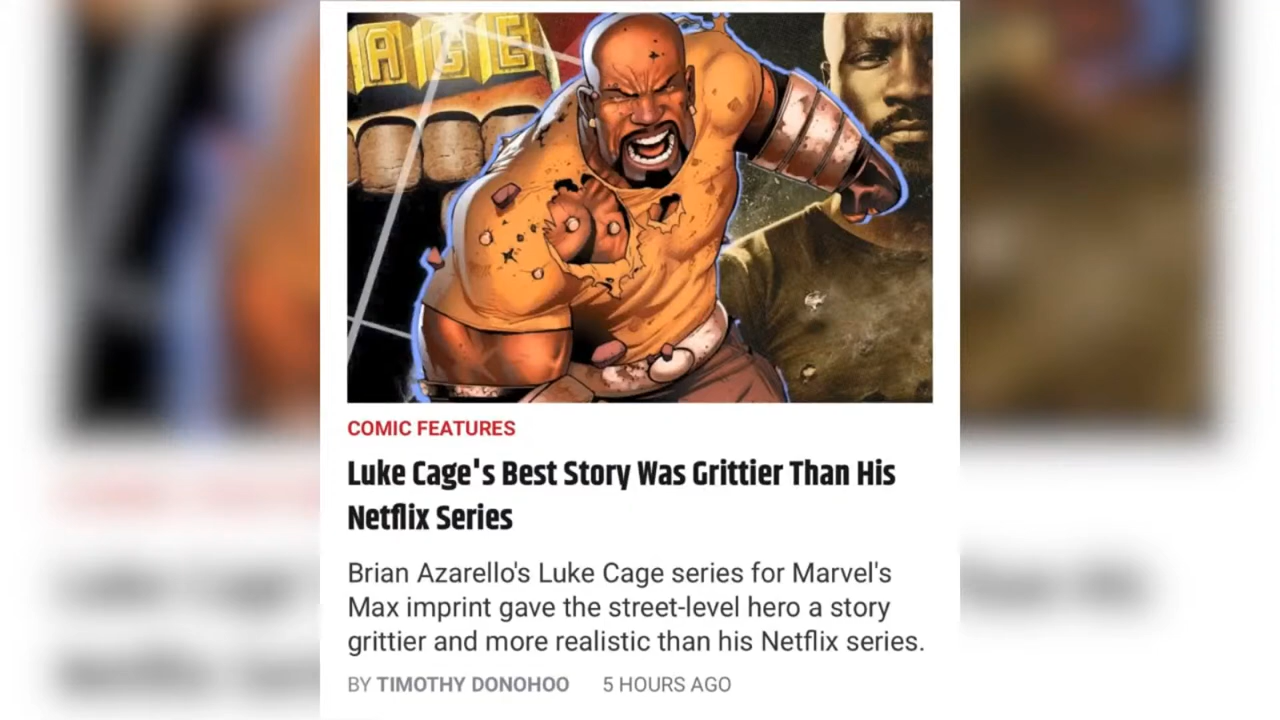 AGE
COMIC FEATURES
Luke Cage's Best Story Was Grittier Than His
Netflix Series
Brian Azarello's Luke Cage series for Marvel's
Max imprint gave the street-level hero a story
grittier and more realistic than his Netflix series.
BY TIMOTHY DONOHOO 5 HOURS AGO